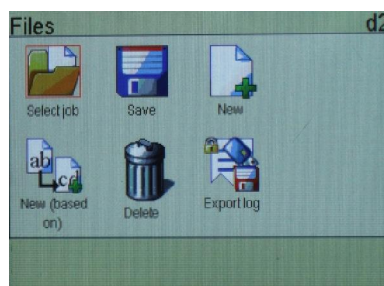 Files d2
Select job Save New
ab
cd
New (based
on) Delete Export log